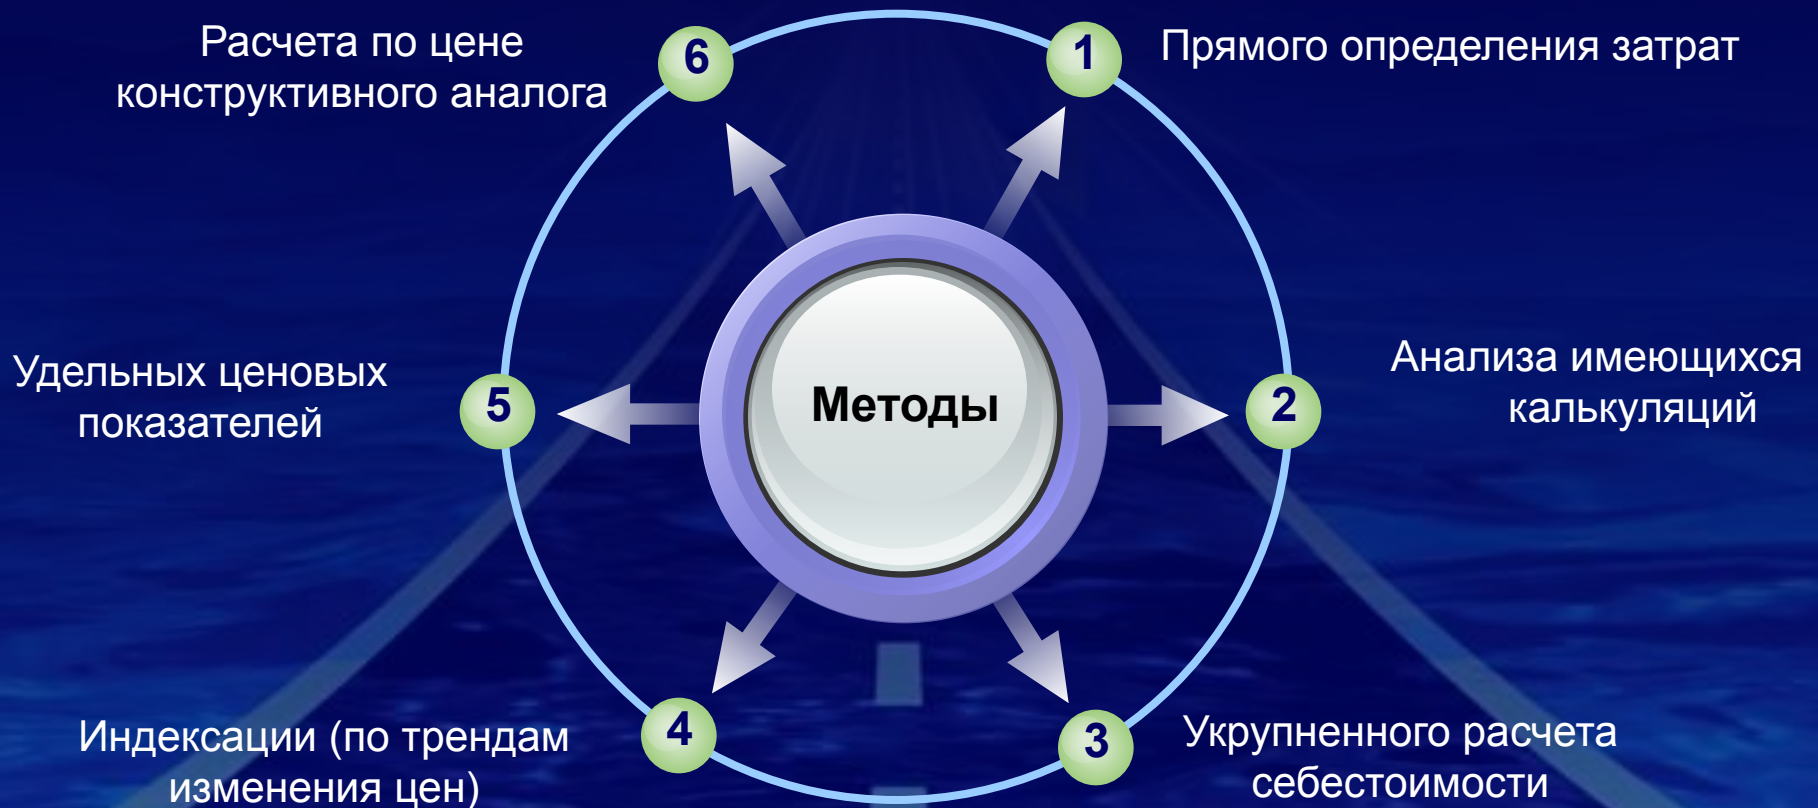 Методы
1
Прямого определения затрат
2
Анализа имеющихся
калькуляций
3
Укрупненного расчета
себестоимости
4
Индексации (по трендам
изменения цен)
5
Удельных ценовых
показателей
6
Расчета по цене
конструктивного аналога